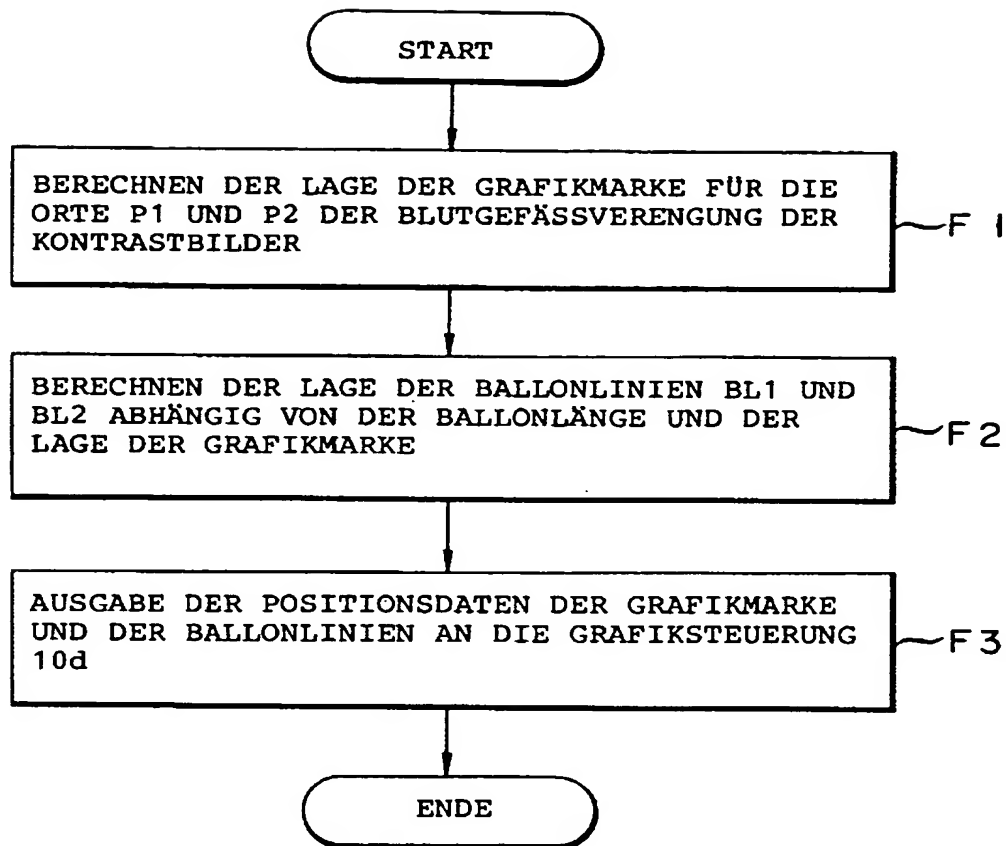 START
BERECHNEN DER LAGE DER GRAFIKMARKE FÜR DIE
ORTE P1 UND P2 DER BLUTGEFÄSSVERENGUNG DER
KONTRASTBILDER
F 1
BERECHNEN DER LAGE DER BALLONLINIEN BL1 UND
BL2 ABHÄNGIG VON DER BALLONLÄNGE UND DER
LAGE DER GRAFIKMARKE
F 2
AUSGABE DER POSITIONSDATEN DER GRAFIKMARKE
UND DER BALLONLINIEN AN DIE GRAFIKSTEUERUNG
10d
F 3
ENDE